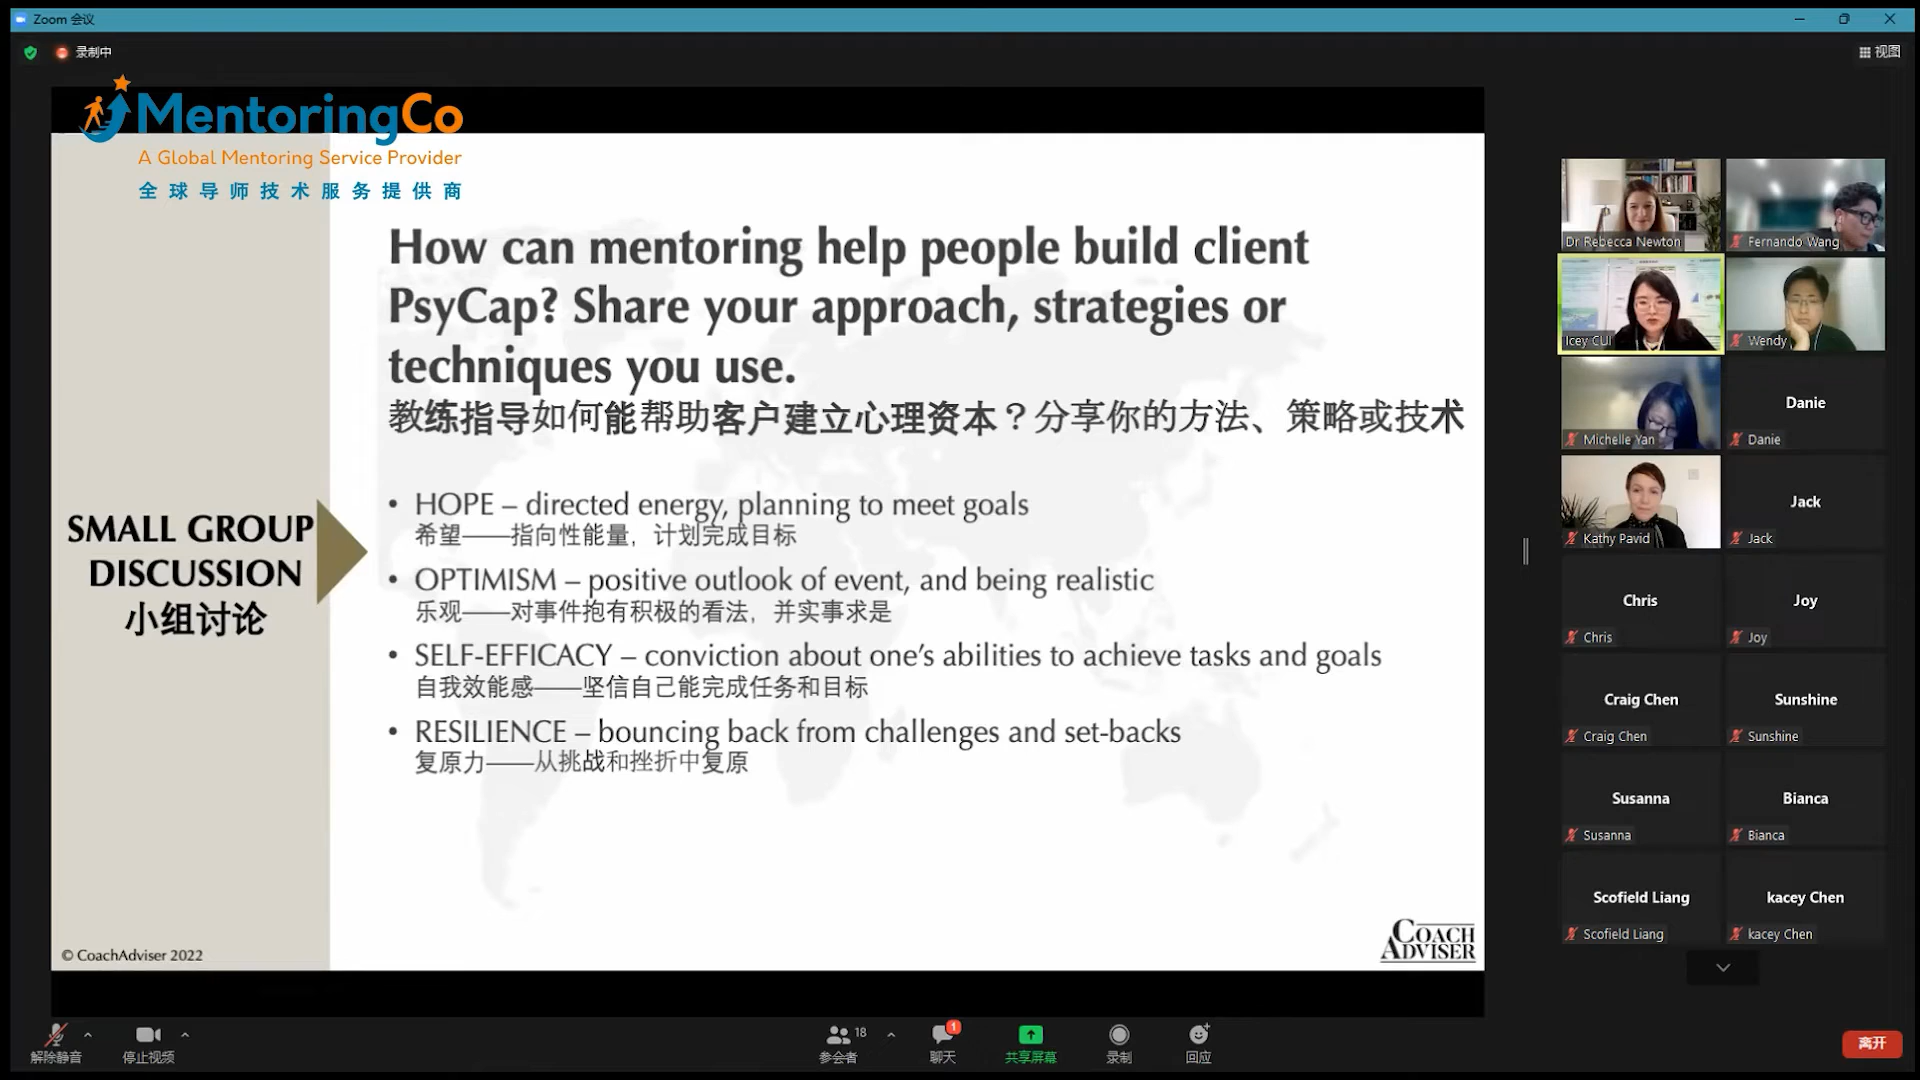 Zoom 会议
录制中
视图
MentoringCo
A Global Mentoring Service Provider
全球导师技术服务提供商
How can mentoring help people build client
PsyCap? Share your approach, strategies or
techniques you use.
教练指导如何能帮助客户建立心理资本？分享你的方法、策略或技术
SMALL GROUP
DISCUSSION
小组讨论
• HOPE – directed energy, planning to meet goals
希望——指向性能量，计划完成目标
• OPTIMISM – positive outlook of event, and being realistic
乐观——对事件抱有积极的看法，并实事求是
• SELF-EFFICACY – conviction about one's abilities to achieve tasks and goals
自我效能感——坚信自己能完成任务和目标
• RESILIENCE – bouncing back from challenges and set-backs
复原力——从挑战和挫折中复原
© CoachAdviser 2022
COACH
ADVISER
Dr Rebecca Newton
Fernando Wang
Icey CUI
Wendy
Michelle Yan
Danie
Danie
Kathy Pavid
Jack
Jack
Chris
Chris
Joy
Joy
Craig Chen
Craig Chen
Sunshine
Sunshine
Susanna
Susanna
Bianca
Bianca
Scofield Liang
Scofield Liang
kacey Chen
kacey Chen
解除静音
停止视频
18
参会者
1
聊天
共享屏幕
录制
回应
离开